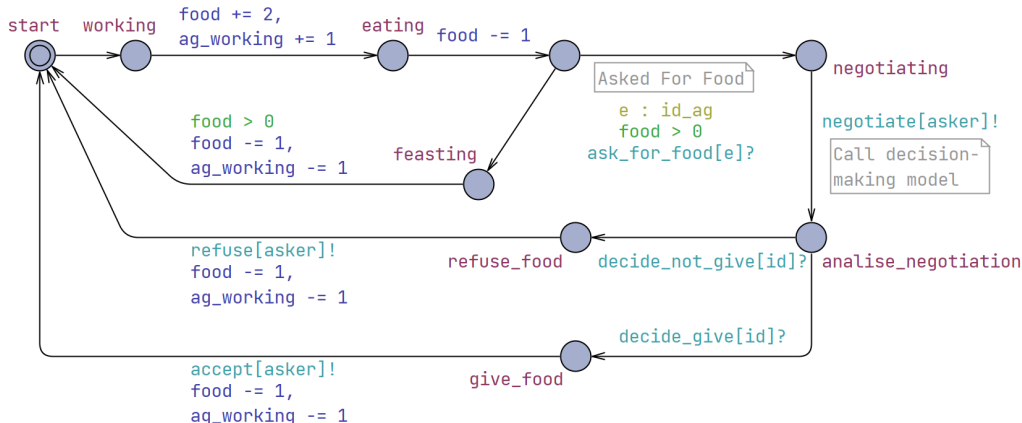 start
working
food += 2,
ag_working += 1
eating
food -= 1
Asked For Food
negotiating
e : id_ag
food > 0
ask_for_food[e]?
negotiate[asker]!
Call decision-
making model
food > 0
food -= 1,
ag_working -= 1
feasting
refuse[asker]!
food -= 1,
ag_working -= 1
refuse_food
decide_not_give[id]?
analise_negotiation
decide_give[id]?
accept[asker]!
food -= 1,
ag_working -= 1
give_food